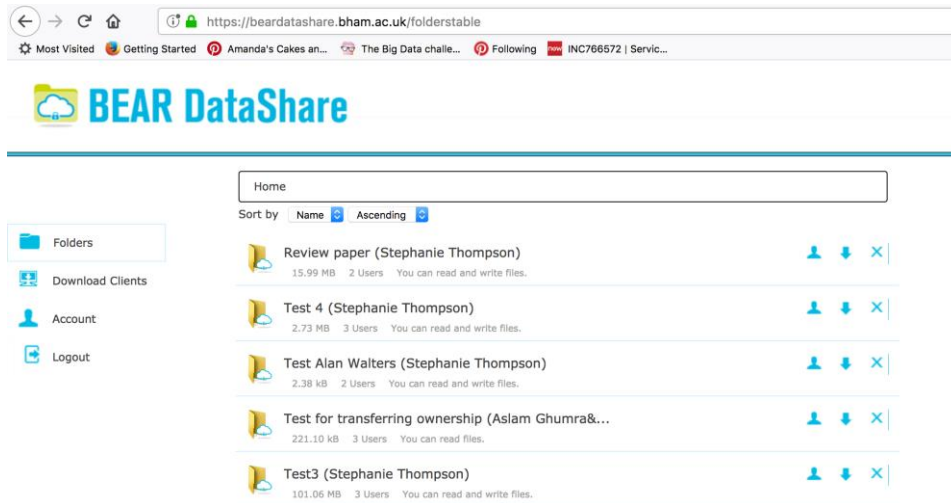 https://beardatashare.bham.ac.uk/folderstable
Most Visited Getting Started Amanda's Cakes an... The Big Data challe... Following now INC766572 | Servic...
BEAR DataShare
Home
Sort by Name Ascending
Folders
Download Clients
Account
Logout
Review paper (Stephanie Thompson)
15.99 MB 2 Users You can read and write files.
Test 4 (Stephanie Thompson)
2.73 MB 3 Users You can read and write files.
Test Alan Walters (Stephanie Thompson)
2.38 kB 2 Users You can read and write files.
Test for transferring ownership (Aslam Ghumra&...
221.10 kB 3 Users You can read files.
Test3 (Stephanie Thompson)
101.06 MB 3 Users You can read and write files.